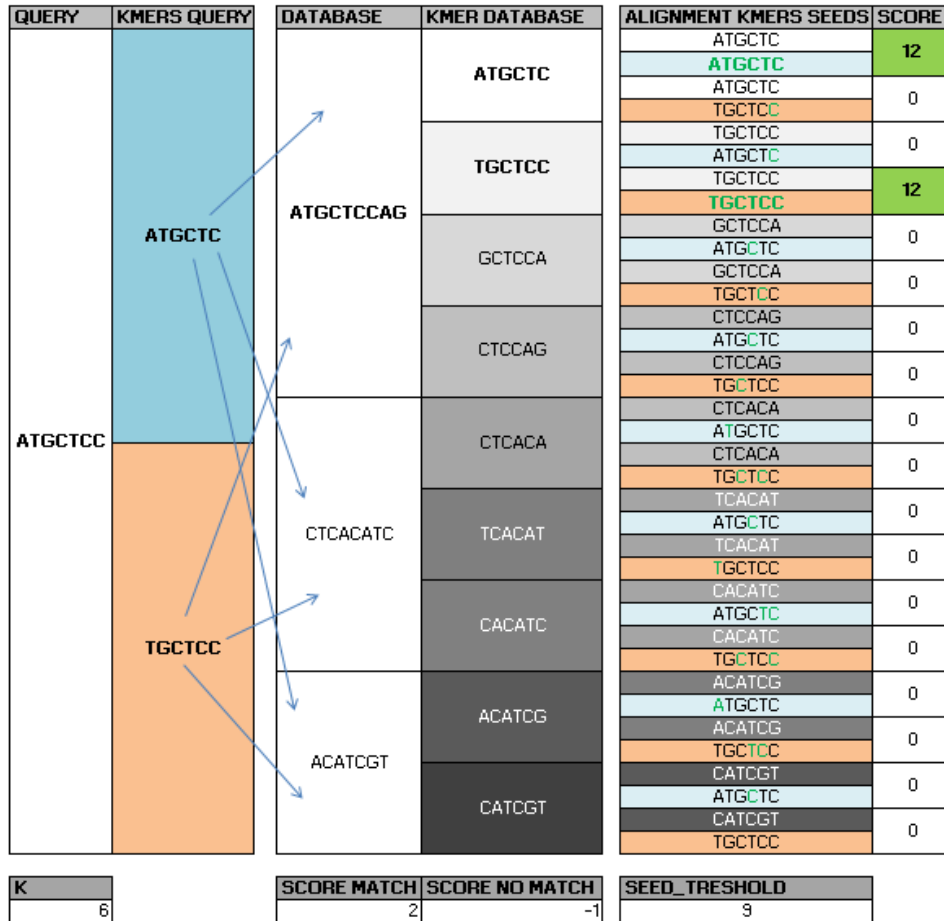 QUERY KMERS QUERY DATABASE KMER DATABASE ALIGNMENT KMERS SEEDS SCORE
ATGCTCC
ATGCTC
TGCTCC
ATGCTCCAG
CTCACATC
ACATCGT
ATGCTC
TGCTCC
GCTCCA
CTCCAG
CTCACA
TCACAT
CACATC
ACATCG
CATCGT
ATGCTC
12
ATGCTC
ATGCTC
0
TGCTCC
TGCTCC
0
ATGCTC
TGCTCC
12
TGCTCC
GCTCCA
0
ATGCTC
GCTCCA
0
TGCTCC
CTCCAG
0
ATGCTC
CTCCAG
0
TGCTCC
CTCACA
0
ATGCTC
CTCACA
0
TGCTCC
TCACAT
0
ATGCTC
TCACAT
0
TGCTCC
CACATC
0
ATGCTC
CACATC
0
TGCTCC
ACATCG
0
ATGCTC
ACATCG
0
TGCTCC
CATCGT
0
ATGCTC
CATCGT
0
TGCTCC
K SCORE MATCH SCORE NO MATCH SEED_TRESHOLD
6 2 -1 9